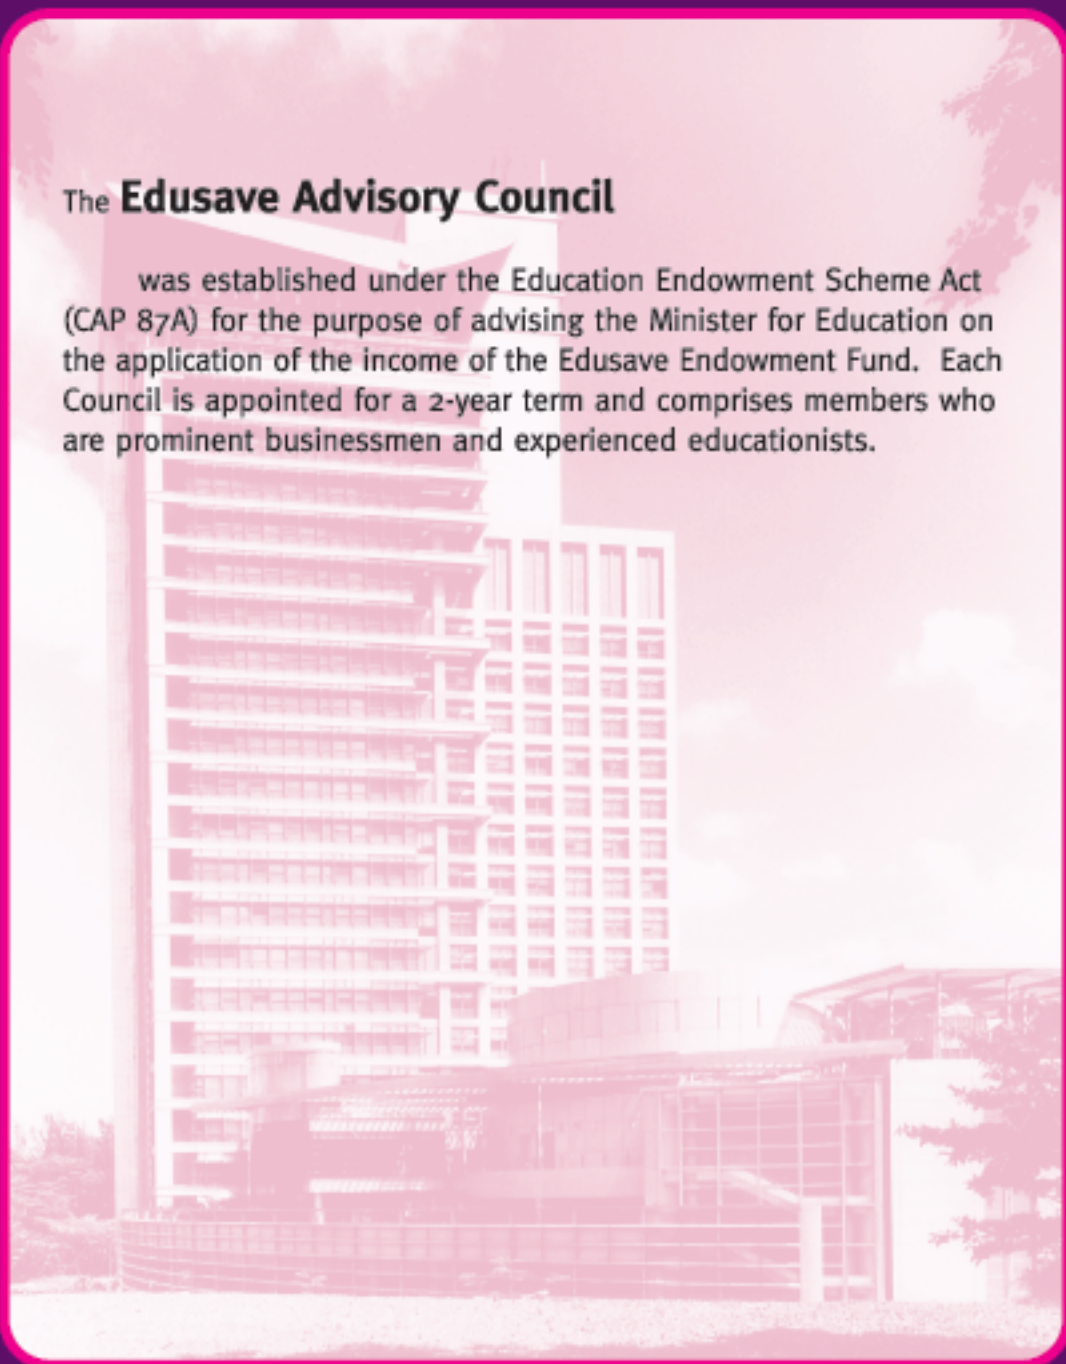 The Edusave Advisory Council
was established under the Education Endowment Scheme Act
(CAP 87A) for the purpose of advising the Minister for Education on
the application of the income of the Edusave Endowment Fund. Each
Council is appointed for a 2-year term and comprises members who
are prominent businessmen and experienced educationists.